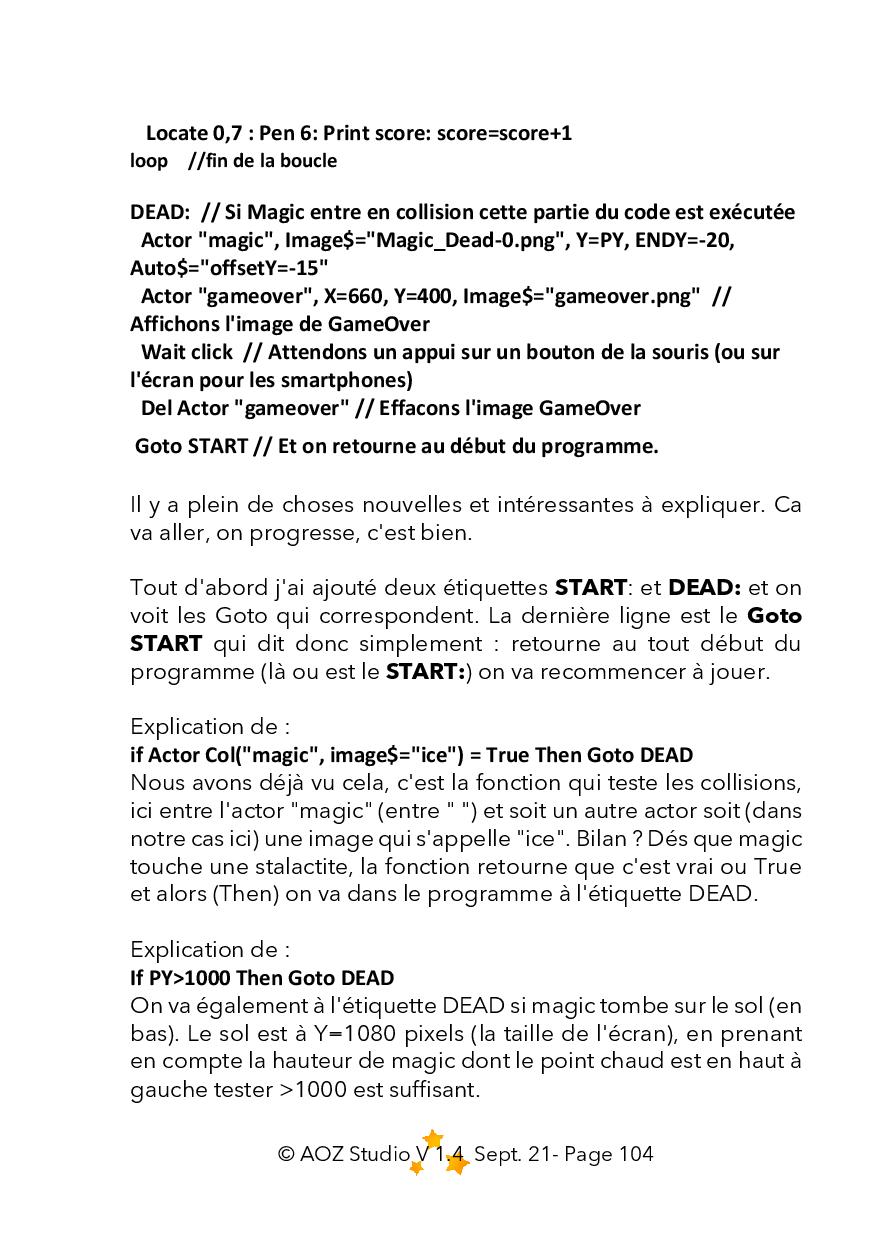 Locate 0,7 : Pen 6: Print score: score=score+1
loop //fin de la boucle
DEAD: // Si Magic entre en collision cette partie du code est exécutée
Actor "magic", Image$="Magic_Dead-0.png", Y=PY, ENDY=-20,
Auto$="offsetY=-15"
Actor "gameover", X=660, Y=400, Image$="gameover.png" //
Affichons l'image de GameOver
Wait click // Attendons un appui sur un bouton de la souris (ou sur
l'écran pour les smartphones)
Del Actor "gameover" // Effacons l'image GameOver
Goto START // Et on retourne au début du programme.
Il y a plein de choses nouvelles et intéressantes à expliquer. Ca
va aller, on progresse, c'est bien.
Tout d'abord j'ai ajouté deux étiquettes START: et DEAD: et on
voit les Goto qui correspondent. La dernière ligne est le Goto
START qui dit donc simplement : retourne au tout début du
programme (là ou est le START:) on va recommencer à jouer.
Explication de :
if Actor Col("magic", image$="ice") = True Then Goto DEAD
Nous avons déjà vu cela, c'est la fonction qui teste les collisions,
ici entre l'actor "magic" (entre " ") et soit un autre actor soit (dans
notre cas ici) une image qui s'appelle "ice". Bilan ? Dés que magic
touche une stalactite, la fonction retourne que c'est vrai ou True
et alors (Then) on va dans le programme à l'étiquette DEAD.
Explication de :
If PY>1000 Then Goto DEAD
On va également à l'étiquette DEAD si magic tombe sur le sol (en
bas). Le sol est à Y=1080 pixels (la taille de l'écran), en prenant
en compte la hauteur de magic dont le point chaud est en haut à
gauche tester >1000 est suffisant.
© AOZ Studio V 1.4 Sept. 21- Page 104